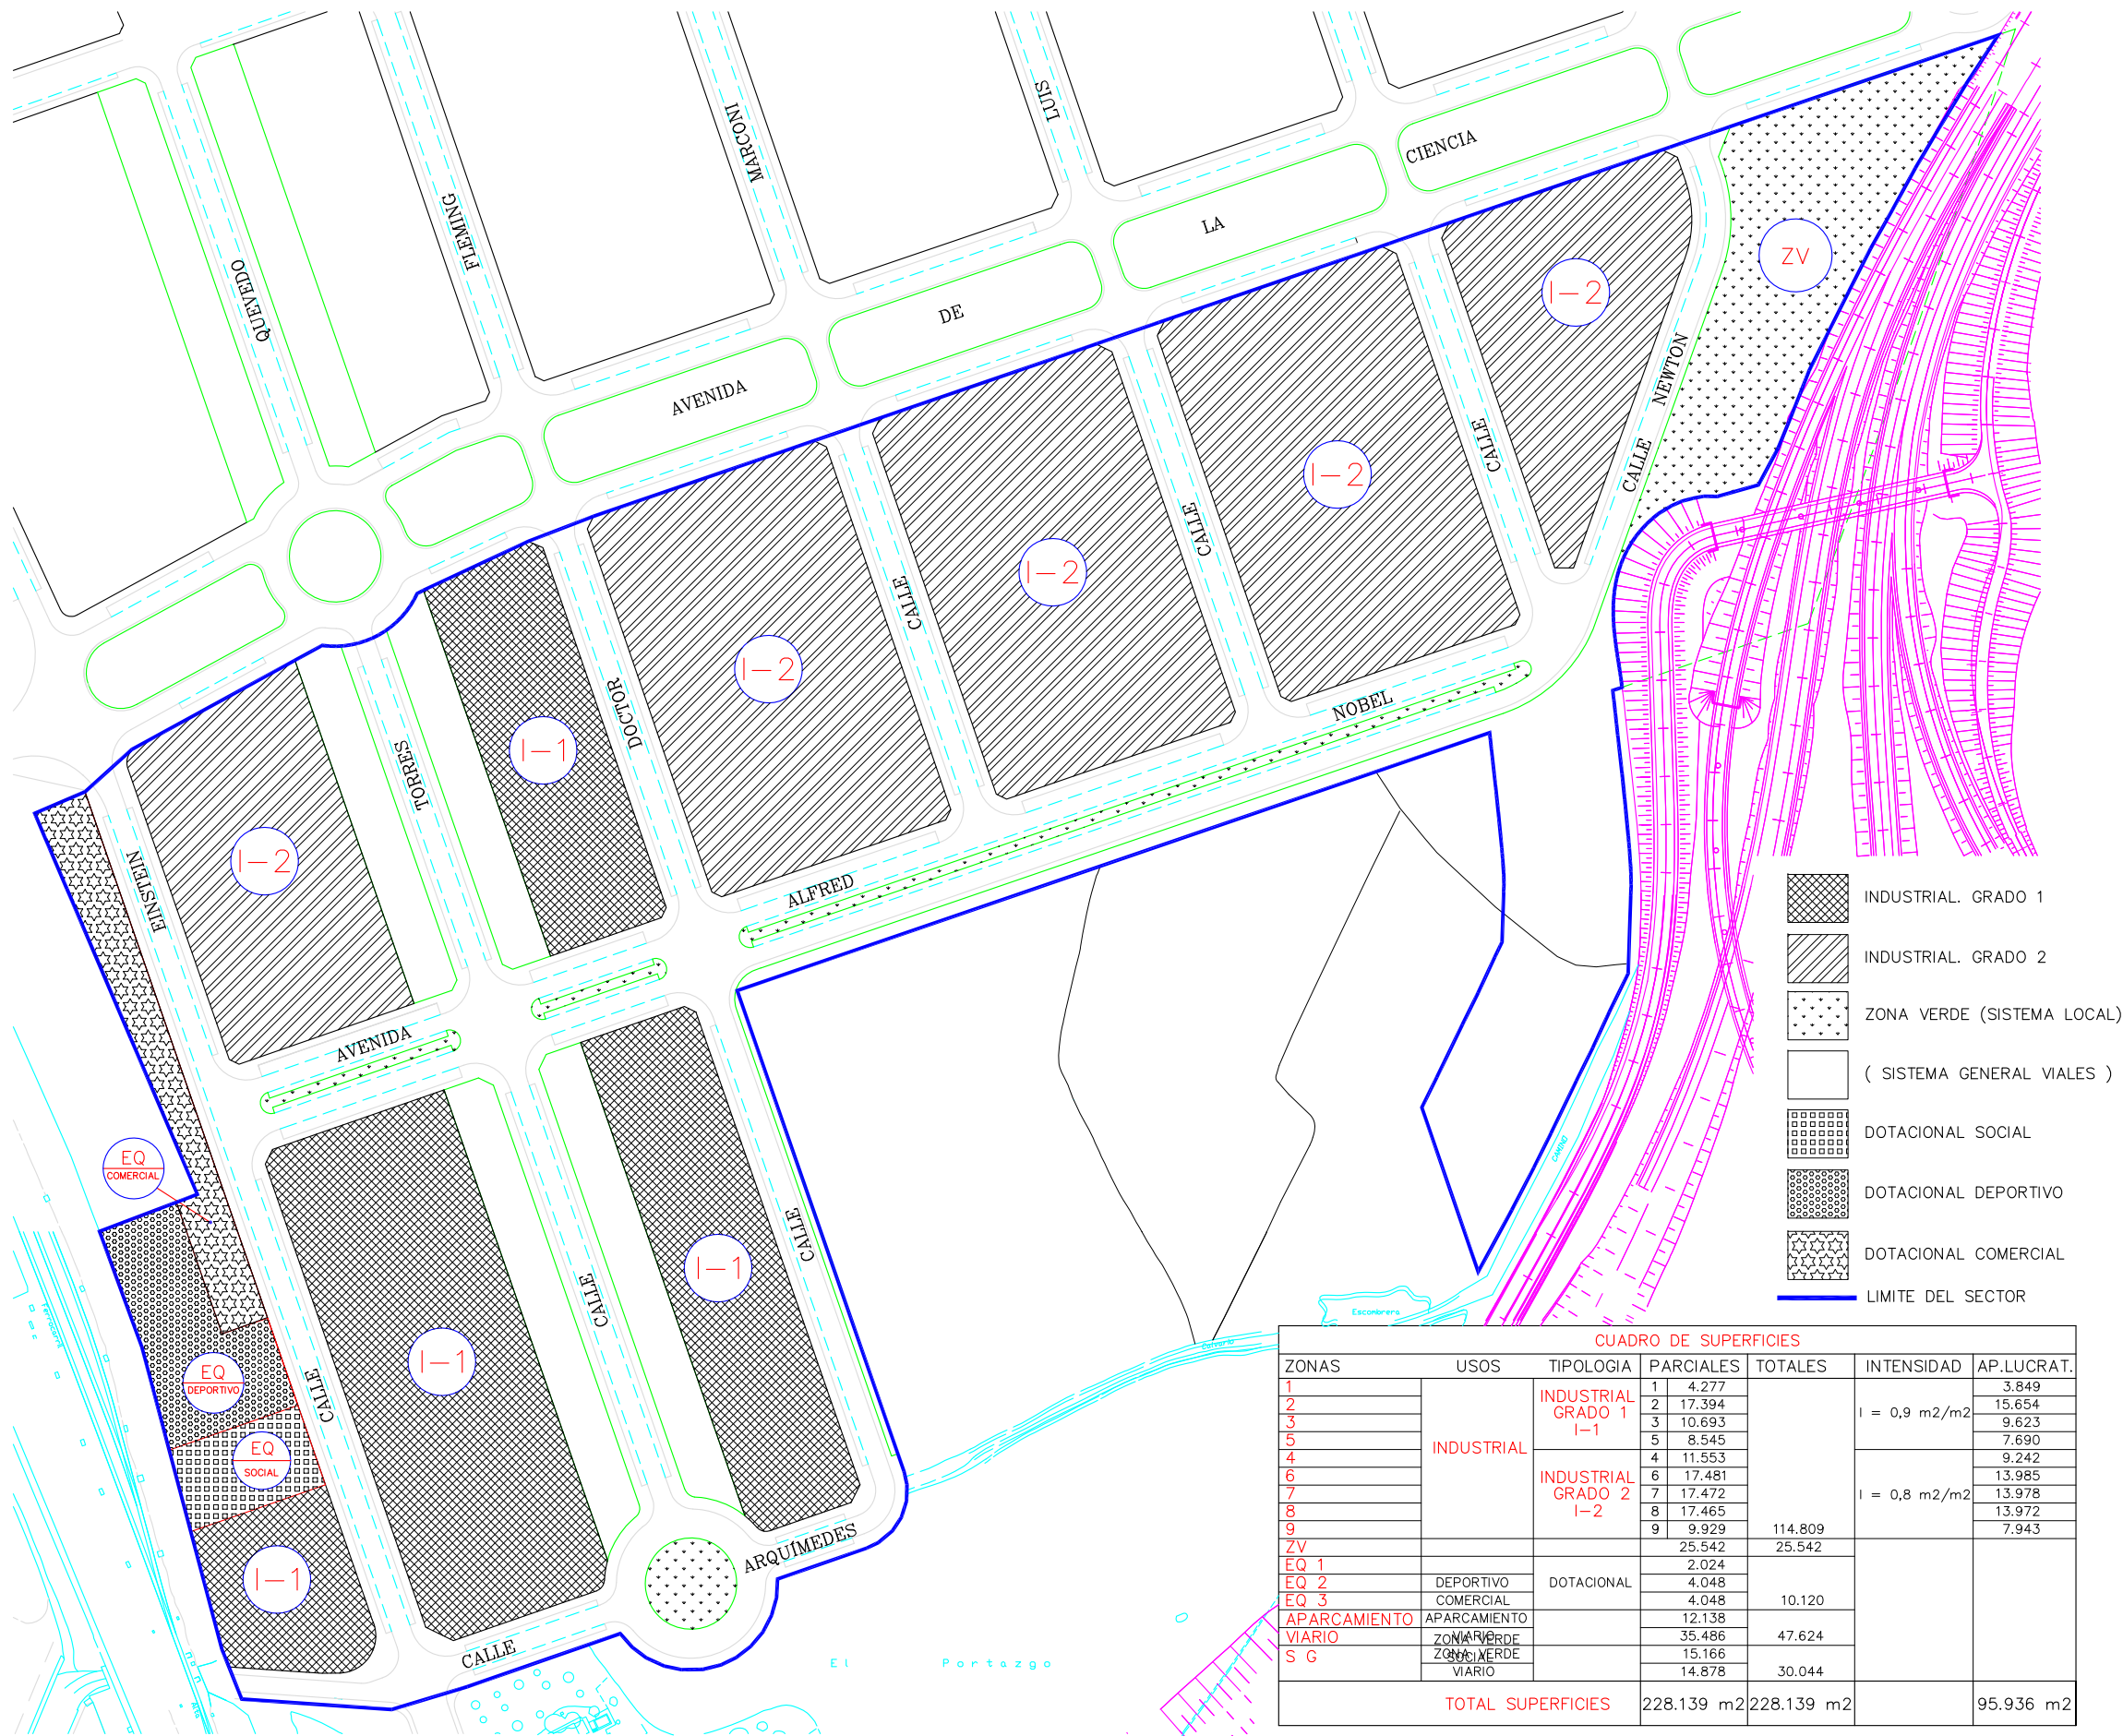 QUEVEDO
FLEMING
MARCONI
LUIS
CIENCIA
LA
DE
AVENIDA
ZV
I-2
I-2
I-2
I-2
I-2
I-1
CALLE
NEWTON
CALLE
CALLE
CALLE
DOCTOR
TORRES
EINSTEIN
NOBEL
ALFRED
AVENIDA
EQ
COMERCIAL
EQ
DEPORTIVO
EQ
SOCIAL
I-1
I-1
I-1
CALLE
CALLE
CALLE
CALLE
ARQUÍMEDES
CAMINO
Escombrera
El Portazgo
INDUSTRIAL. GRADO 1
INDUSTRIAL. GRADO 2
ZONA VERDE (SISTEMA LOCAL)
( SISTEMA GENERAL VIALES )
DOTACIONAL SOCIAL
DOTACIONAL DEPORTIVO
DOTACIONAL COMERCIAL
LIMITE DEL SECTOR
CUADRO DE SUPERFICIES
ZONAS USOS TIPOLOGIA PARCIALES TOTALES INTENSIDAD AP.LUCRAT.
1 INDUSTRIAL INDUSTRIAL GRADO 1 I-1 1 4.277 I = 0,9 m2/m2 3.849
2 2 17.394 15.654
3 3 10.693 9.623
5 5 8.545 7.690
4 INDUSTRIAL GRADO 2 I-2 4 11.553 I = 0,8 m2/m2 9.242
6 6 17.481 13.985
7 7 17.472 13.978
8 8 17.465 13.972
9 9 9.929 114.809 7.943
ZV 25.542 25.542
EQ 1 2.024
EQ 2 DEPORTIVO DOTACIONAL 4.048
EQ 3 COMERCIAL 4.048 10.120
APARCAMIENTO APARCAMIENTO 12.138
VIARIO VIARIO ZONA VERDE 35.486 47.624
S G ZONA VERDE SOCIAL 15.166
VIARIO 14.878 30.044
TOTAL SUPERFICIES 228.139 m2 228.139 m2 95.936 m2